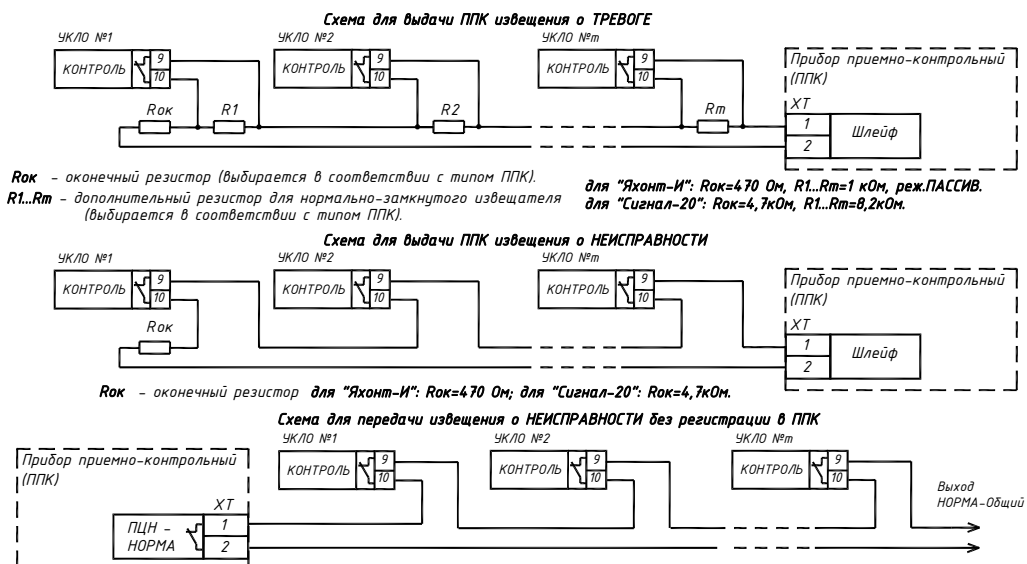 Схема для выдачи ППК извещения о ТРЕВОГЕ
УКЛО №1
УКЛО №2
УКЛО №m
КОНТРОЛЬ
9
10
КОНТРОЛЬ
9
10
КОНТРОЛЬ
9
10
Прибор приемно-контрольный
(ППК)
Rок
R1
R2
Rm
XT
1
2
Шлейф
Rок - оконечный резистор (выбирается в соответствии с типом ППК).
R1...Rm - дополнительный резистор для нормально-замкнутого извещателя
(выбирается в соответствии с типом ППК).
для "Яхонт-И": Rок=470 Ом, R1...Rm=1 кОм, реж.ПАССИВ.
для "Сигнал-20": Rок=4,7кОм, R1...Rm=8,2кОм.
Схема для выдачи ППК извещения о НЕИСПРАВНОСТИ
УКЛО №1
УКЛО №2
УКЛО №m
КОНТРОЛЬ
9
10
КОНТРОЛЬ
9
10
КОНТРОЛЬ
9
10
Прибор приемно-контрольный
(ППК)
Rок
XT
1
2
Шлейф
Rок - оконечный резистор для "Яхонт-И": Rок=470 Ом; для "Сигнал-20": Rок=4,7кОм.
Схема для передачи извещения о НЕИСПРАВНОСТИ без регистрации в ППК
УКЛО №1
УКЛО №2
УКЛО №m
Прибор приемно-контрольный
(ППК)
КОНТРОЛЬ
9
10
КОНТРОЛЬ
9
10
КОНТРОЛЬ
9
10
Выход
НОРМА-Общий
XT
ПЦН -
НОРМА
1
2